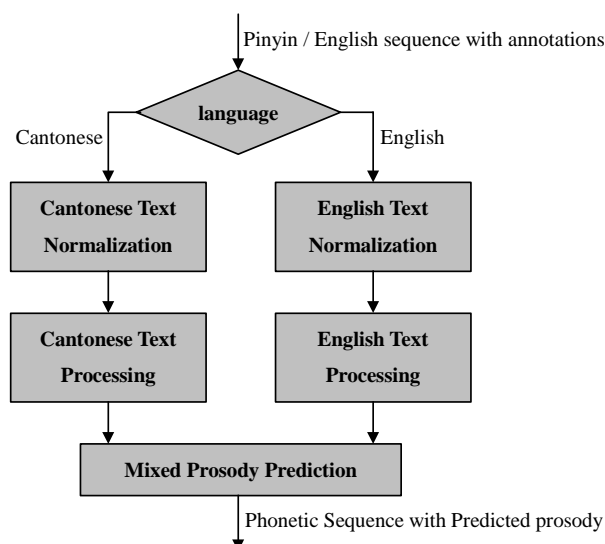 Pinyin / English sequence with annotations
language
Cantonese
English
Cantonese Text
Normalization
English Text
Normalization
Cantonese Text
Processing
English Text
Processing
Mixed Prosody Prediction
Phonetic Sequence with Predicted prosody